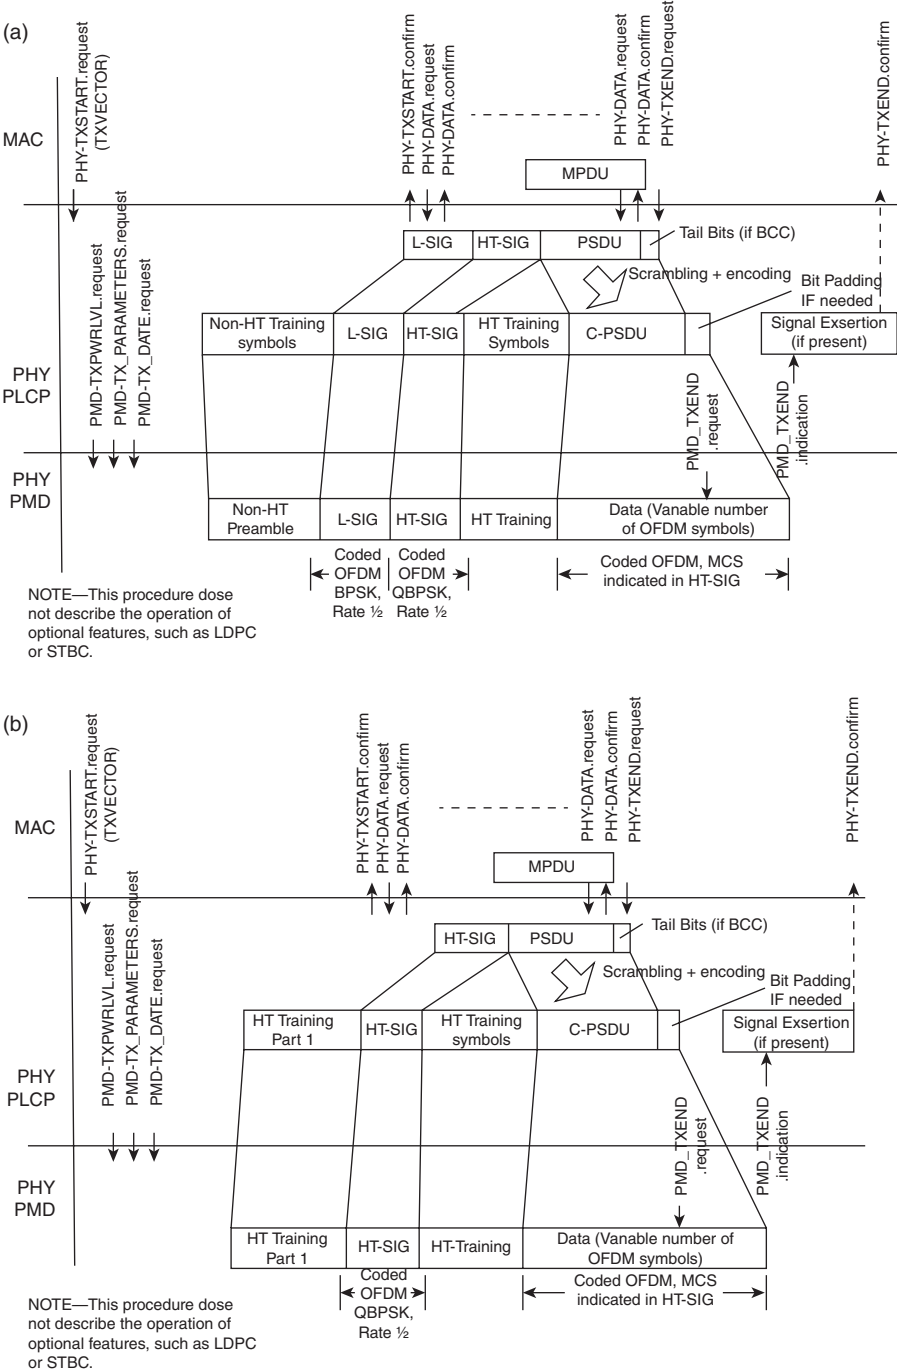 (a)
PHY-TXSTART.request
(TXVECTOR)
PHY-TXSTART.confirm
PHY-DATA.request
PHY-DATA.confirm
PHY-DATA.request
PHY-DATA.confirm
PHY-TXEND.request
PHY-TXEND.confirm
MAC
MPDU
PMD-TXPWRLVL.request
PMD-TX_PARAMETERS.request
PMD-TX_DATE.request
L-SIG
HT-SIG
PSDU
Tail Bits (if BCC)
Scrambling + encoding
Bit Padding
IF needed
Non-HT Training
symbols
L-SIG
HT-SIG
HT Training
Symbols
C-PSDU
Signal Exsertion
(if present)
PHY
PLCP
PMD_TXEND
.request
PMD_TXEND
.indication
PHY
PMD
Non-HT
Preamble
L-SIG
HT-SIG
HT Training
Data (Vanable number
of OFDM symbols)
Coded
OFDM
BPSK,
Rate ½
Coded
OFDM
QBPSK,
Rate ½
Coded OFDM, MCS
indicated in HT-SIG
NOTE—This procedure dose
not describe the operation of
optional features, such as LDPC
or STBC.
(b)
PHY-TXSTART.request
(TXVECTOR)
PHY-TXSTART.confirm
PHY-DATA.request
PHY-DATA.confirm
PHY-DATA.request
PHY-DATA.confirm
PHY-TXEND.request
PHY-TXEND.confirm
MAC
MPDU
PMD-TXPWRLVL.request
PMD-TX_PARAMETERS.request
PMD-TX_DATE.request
HT-SIG
PSDU
Tail Bits (if BCC)
Scrambling + encoding
Bit Padding
IF needed
HT Training
Part 1
HT-SIG
HT Training
symbols
C-PSDU
Signal Exsertion
(if present)
PHY
PLCP
PMD_TXEND
.request
PMD_TXEND
.indication
PHY
PMD
HT Training
Part 1
HT-SIG
HT-Training
Data (Vanable number of
OFDM symbols)
Coded
OFDM
QBPSK,
Rate ½
Coded OFDM, MCS
indicated in HT-SIG
NOTE—This procedure dose
not describe the operation of
optional features, such as LDPC
or STBC.